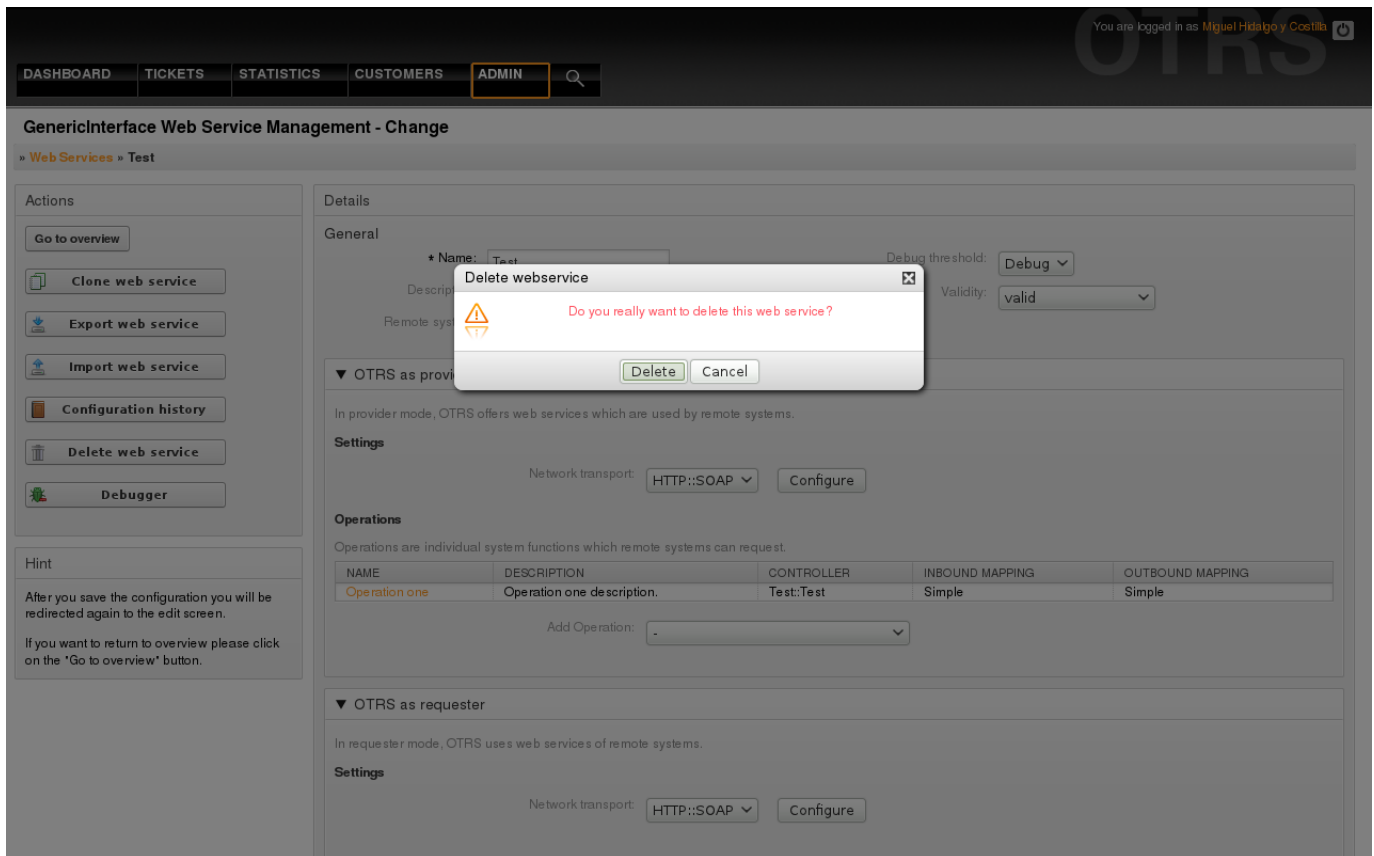 OTRS
You are logged in as Miguel Hidalgo y Costilla
DASHBOARD TICKETS STATISTICS CUSTOMERS ADMIN
GenericInterface Web Service Management - Change
» Web Services » Test
Actions
Go to overview
Clone web service
Export web service
Import web service
Configuration history
Delete web service
Debugger
Hint
After you save the configuration you will be
redirected again to the edit screen.
If you want to return to overview please click
on the "Go to overview" button.
Details
General
* Name: Test
Debug threshold: Debug
Validity: valid
Delete webservice
Do you really want to delete this web service?
Delete Cancel
▼ OTRS as provi
In provider mode, OTRS offers web services which are used by remote systems.
Settings
Network transport: HTTP::SOAP Configure
Operations
Operations are individual system functions which remote systems can request.
NAME DESCRIPTION CONTROLLER INBOUND MAPPING OUTBOUND MAPPING
Operation one Operation one description. Test::Test Simple Simple
Add Operation: -
▼ OTRS as requester
In requester mode, OTRS uses web services of remote systems.
Settings
Network transport: HTTP::SOAP Configure